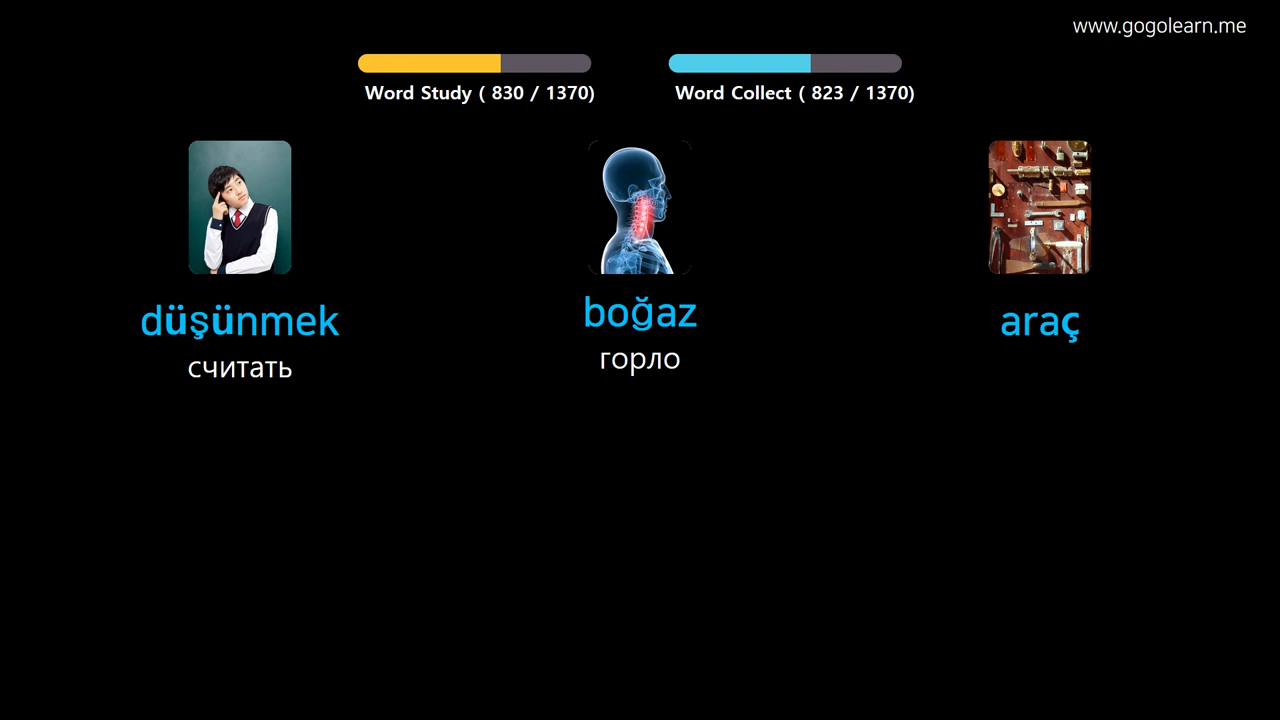 www.gogolearn.me
Word Study ( 830 / 1370)
Word Collect ( 823 / 1370)
düşünmek
считать
boğaz
горло
araç